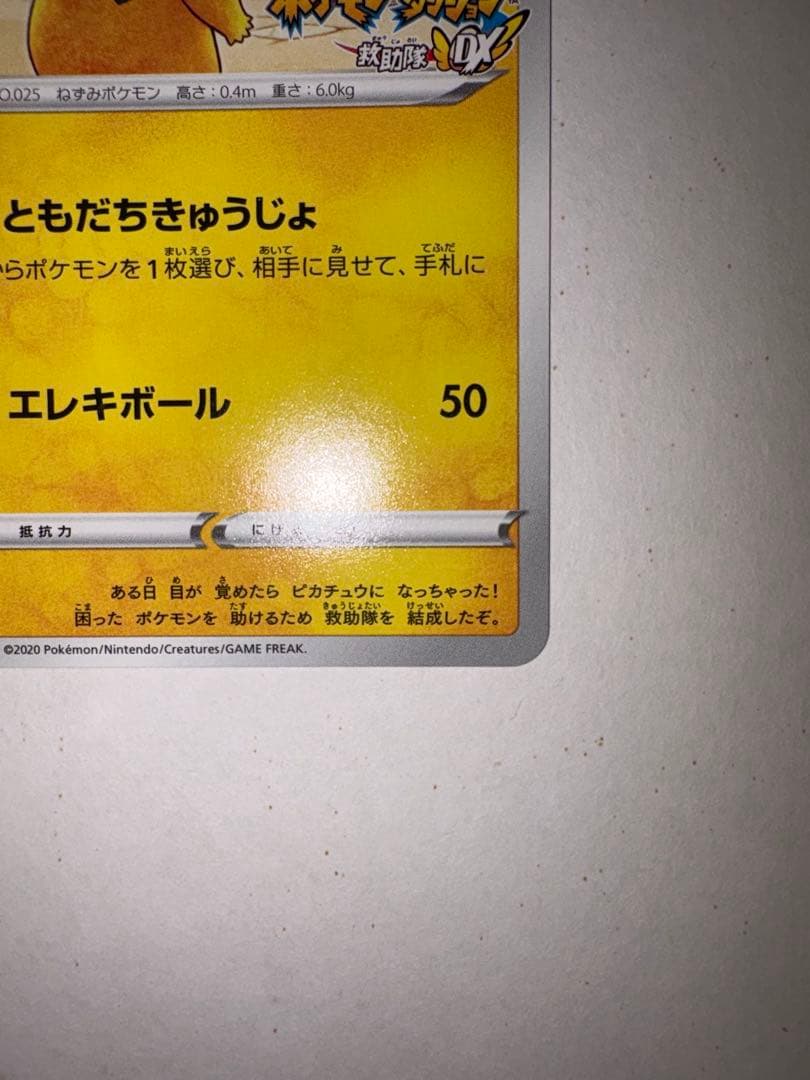 救助隊 DX
O.025 ねずみポケモン 高さ:0.4m 重さ:6.0kg
ともだちきゅうじょ
らポケモンを1枚選び、相手に見せて、手札に
エレキボール 50
抵抗力 にげ
ある日 目が 覚めたら ピカチュウに なっちゃった!
困った ポケモンを 助けるため 救助隊を 結成したぞ。
©2020 Pokémon/Nintendo/Creatures/GAME FREAK.